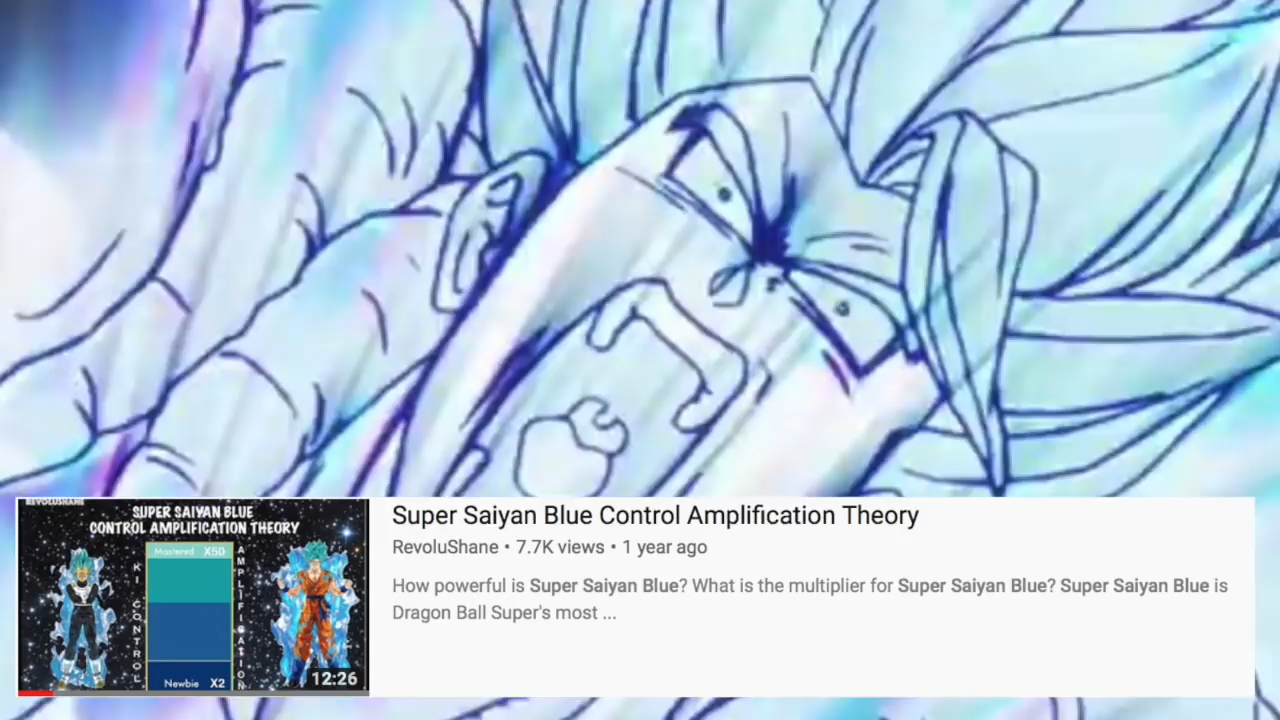 REVOLUSHANE
SUPER SAIYAN BLUE
CONTROL AMPLIFICATION THEORY
Mastered X50
KI CONTROL
AMPLIFICATION
Newbie X2
12:26
Super Saiyan Blue Control Amplification Theory
RevoluShane • 7.7K views • 1 year ago
How powerful is Super Saiyan Blue? What is the multiplier for Super Saiyan Blue? Super Saiyan Blue is
Dragon Ball Super's most ...